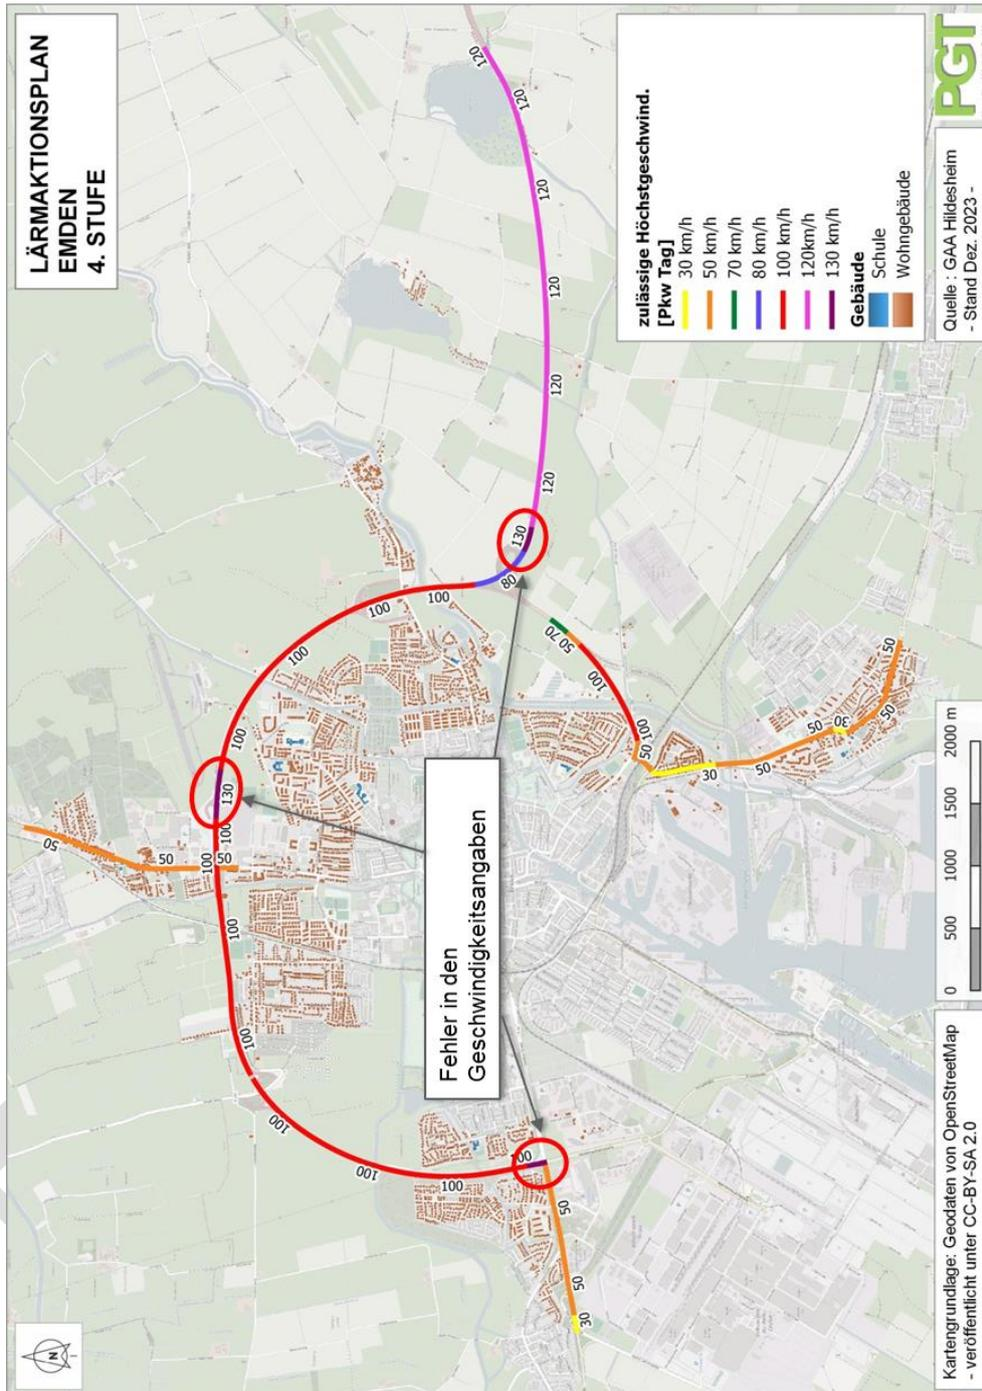 LÄRMAKTIONSPLAN
EMDEN
4. STUFE
120
120
120
120
120
120
130
80
100
100
100
100
130
100
100
50
50
50
100
100
100
100
100
100
50
50
30
70
50
100
100
50
30
50
50
30
50
50
Fehler in den
Geschwindigkeitsangaben
zulässige Höchstgeschwind.
[Pkw Tag]
30 km/h
50 km/h
70 km/h
80 km/h
100 km/h
120km/h
130 km/h
Gebäude
Schule
Wohngebäude
Quelle : GAA Hildesheim
- Stand Dez. 2023 -
PGT
N
Kartengrundlage: Geodaten von OpenStreetMap
- veröffentlicht unter CC-BY-SA 2.0
0 500 1000 1500 2000 m